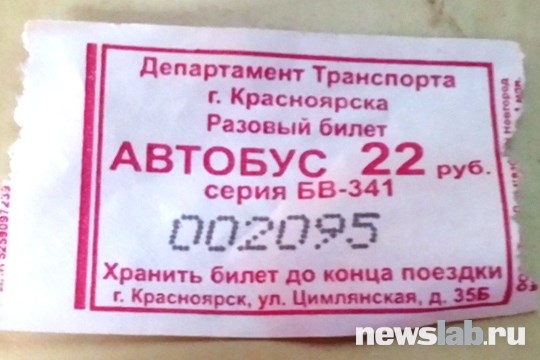 Департамент Транспорта
г. Красноярска
Разовый билет
АВТОБУС 22 руб.
серия БВ-341
002095
Хранить билет до конца поездки
г. Красноярск, ул. Цимлянская, д. 35Б
newslab.ru